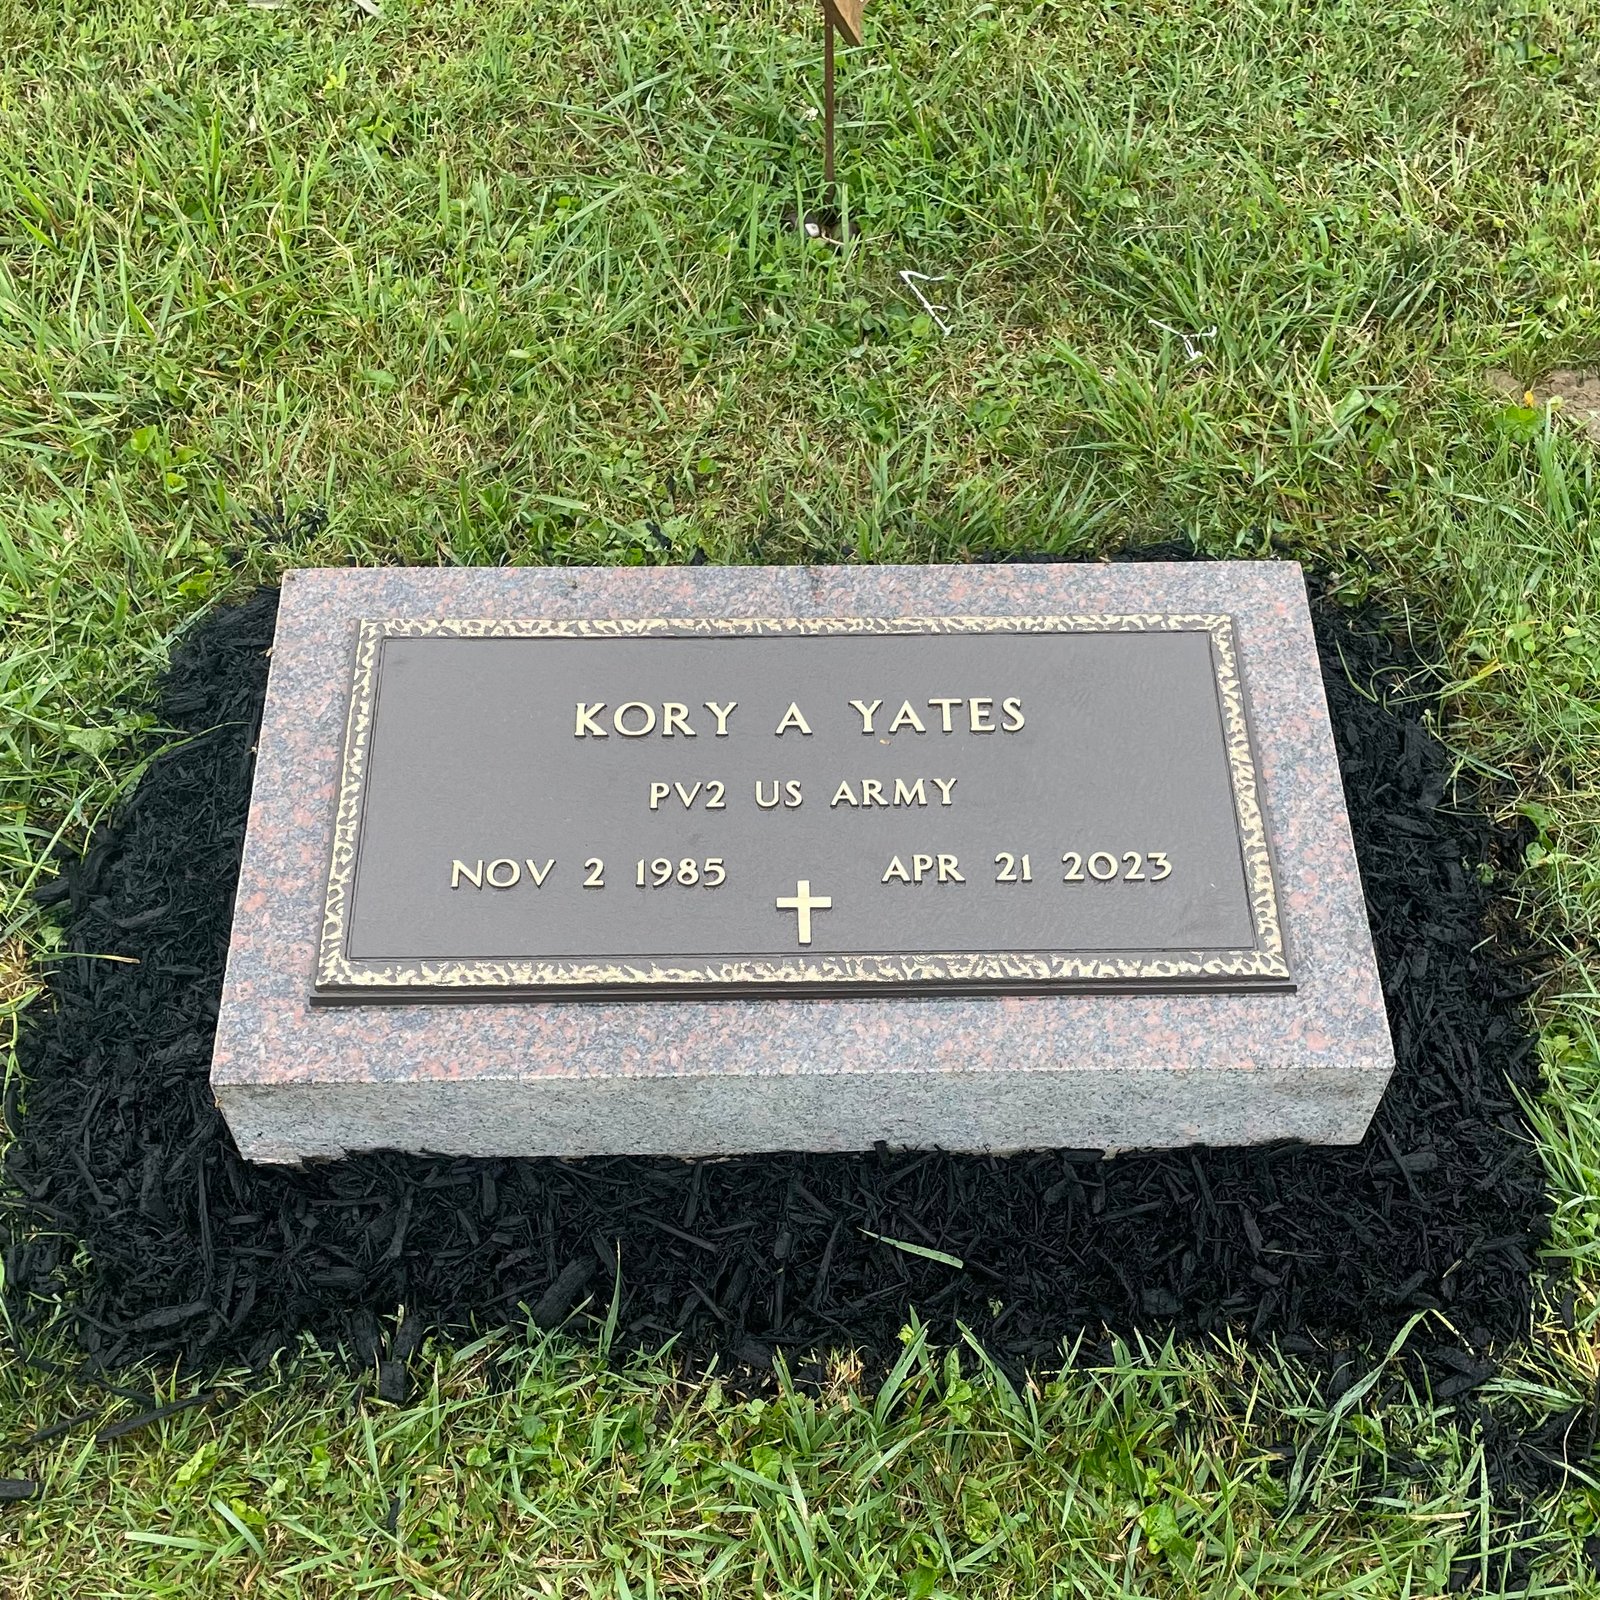 KORY A YATES
PV2 US ARMY
NOV 2 1985 APR 21 2023